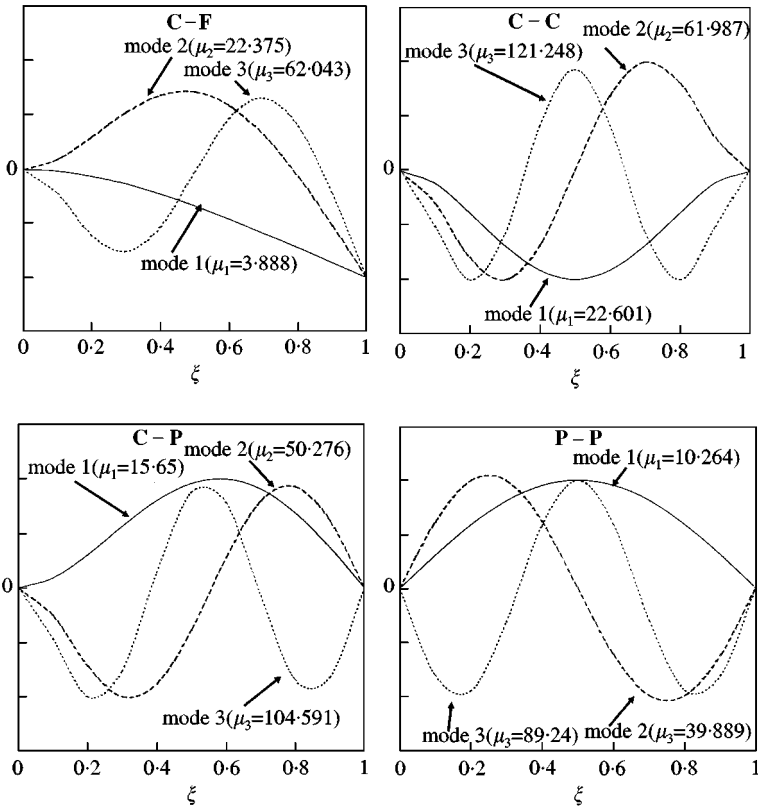 C–F
mode 2(μ₂=22·375)
mode 3(μ₃=62·043)
0
mode 1(μ₁=3·888)
0 0·2 0·4 0·6 0·8 1
ξ
C – C
mode 2(μ₂=61·987)
mode 3(μ₃=121·248)
0
mode 1(μ₁=22·601)
0 0·2 0·4 0·6 0·8 1
ξ
C – P
mode 2(μ₂=50·276)
mode 1(μ₁=15·65)
0
mode 3(μ₃=104·591)
0 0·2 0·4 0·6 0·8 1
ξ
P – P
mode 1(μ₁=10·264)
0
mode 3(μ₃=89·24)
mode 2(μ₃=39·889)
0 0·2 0·4 0·6 0·8 1
ξ